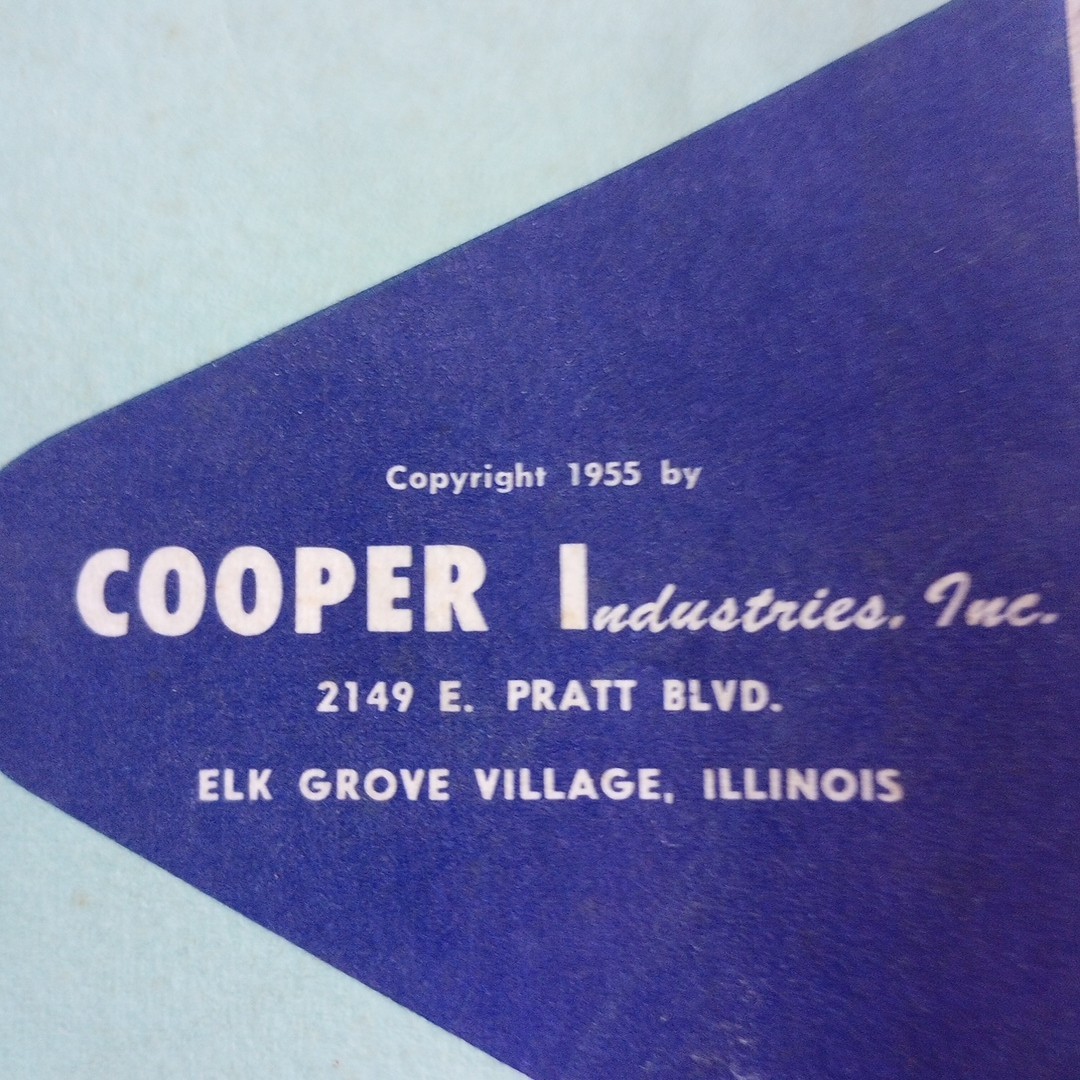 Copyright 1955 by
COOPER Industries, Inc.
2149 E. PRATT BLVD.
ELK GROVE VILLAGE, ILLINOIS